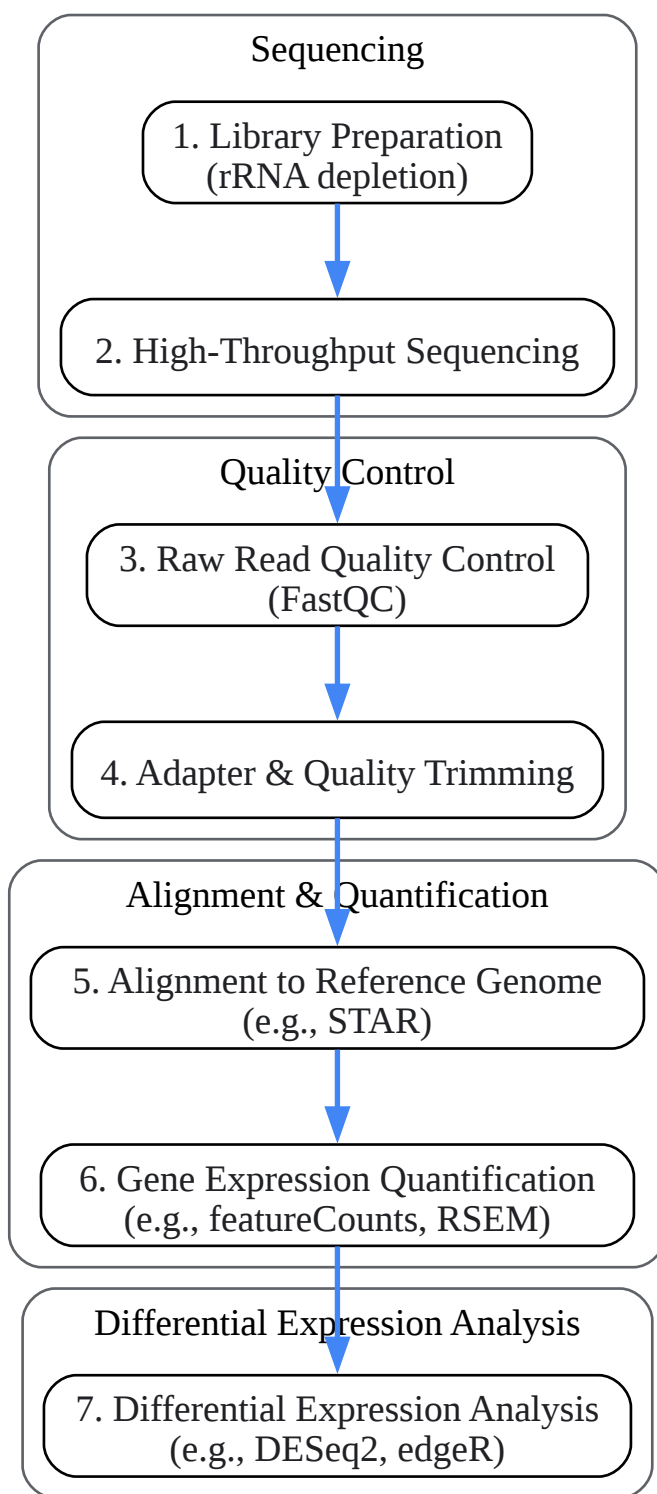 Sequencing
1. Library Preparation
(rRNA depletion)
2. High-Throughput Sequencing
Quality Control
3. Raw Read Quality Control
(FastQC)
4. Adapter & Quality Trimming
Alignment & Quantification
5. Alignment to Reference Genome
(e.g., STAR)
6. Gene Expression Quantification
(e.g., featureCounts, RSEM)
Differential Expression Analysis
7. Differential Expression Analysis
(e.g., DESeq2, edgeR)